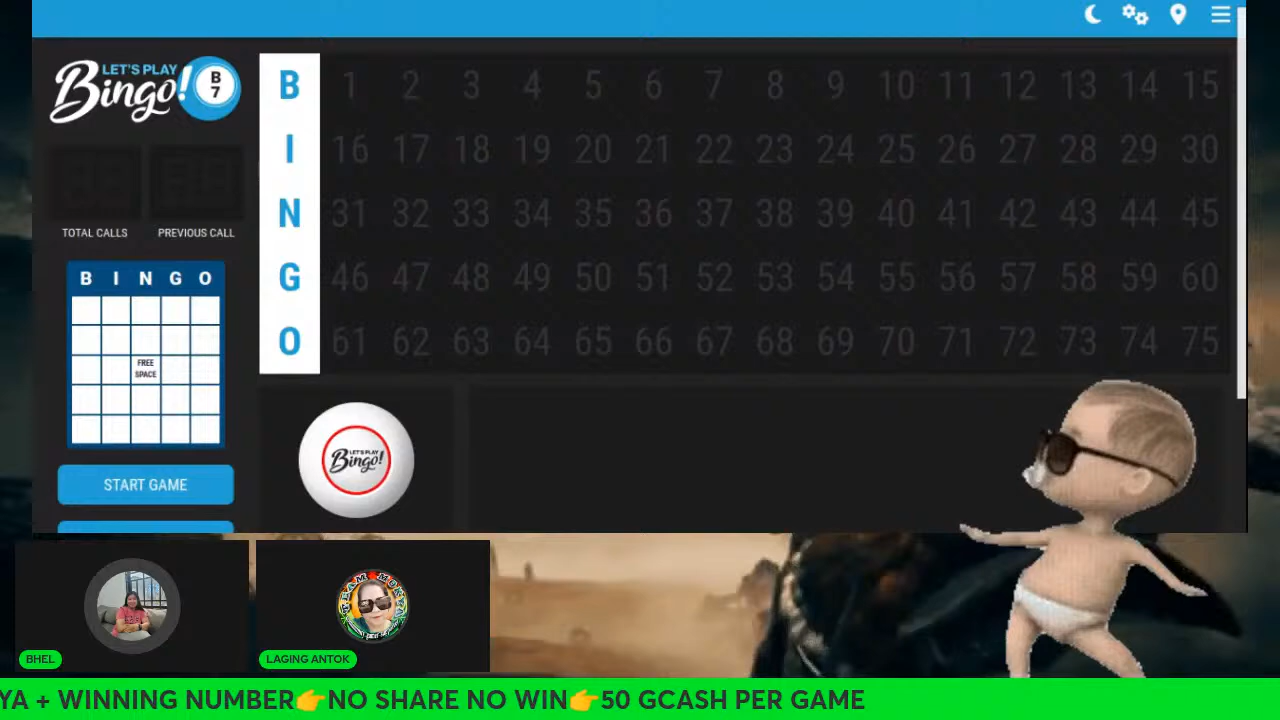 LET'S PLAY
Bingo!
B
7
TOTAL CALLS
PREVIOUS CALL
B I N G O
FREE
SPACE
START GAME
B 1 2 3 4 5 6 7 8 9 10 11 12 13 14 15
I 16 17 18 19 20 21 22 23 24 25 26 27 28 29 30
N 31 32 33 34 35 36 37 38 39 40 41 42 43 44 45
G 46 47 48 49 50 51 52 53 54 55 56 57 58 59 60
O 61 62 63 64 65 66 67 68 69 70 71 72 73 74 75
LET'S PLAY
Bingo!
BHEL
TEAM
LAGING ANTOK
YA + WINNING NUMBER👉NO SHARE NO WIN👉50 GCASH PER GAME